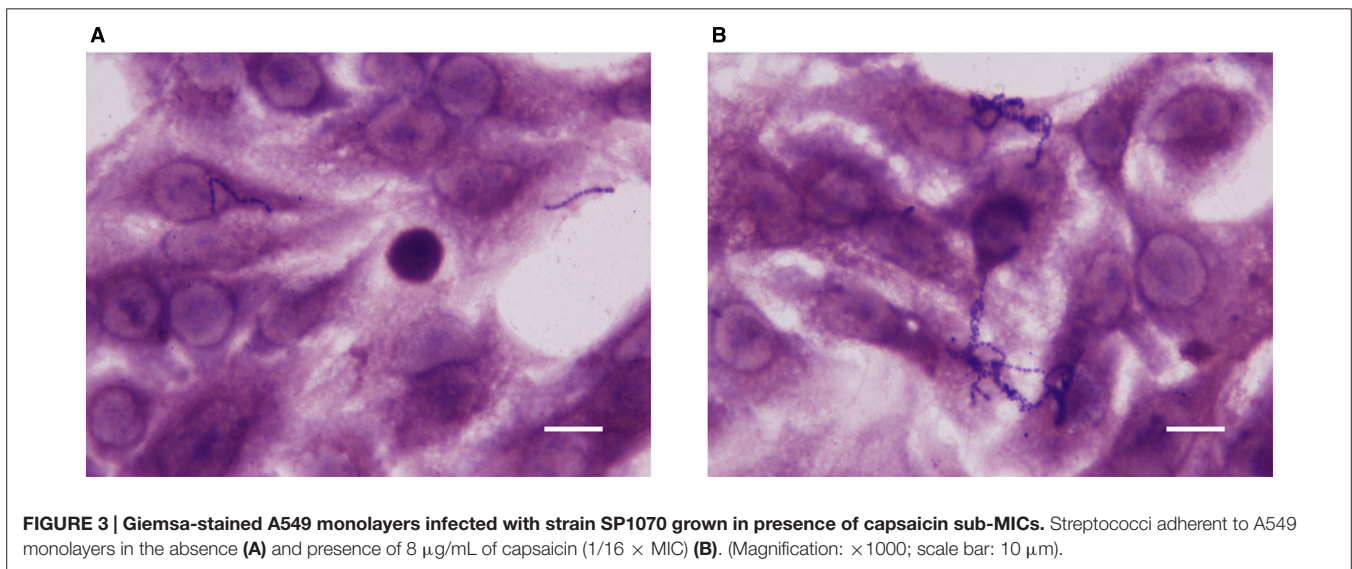 A
B
FIGURE 3 | Giemsa-stained A549 monolayers infected with strain SP1070 grown in presence of capsaicin sub-MICs. Streptococci adherent to A549
monolayers in the absence (A) and presence of 8 μg/mL of capsaicin (1/16 × MIC) (B). (Magnification: ×1000; scale bar: 10 μm).